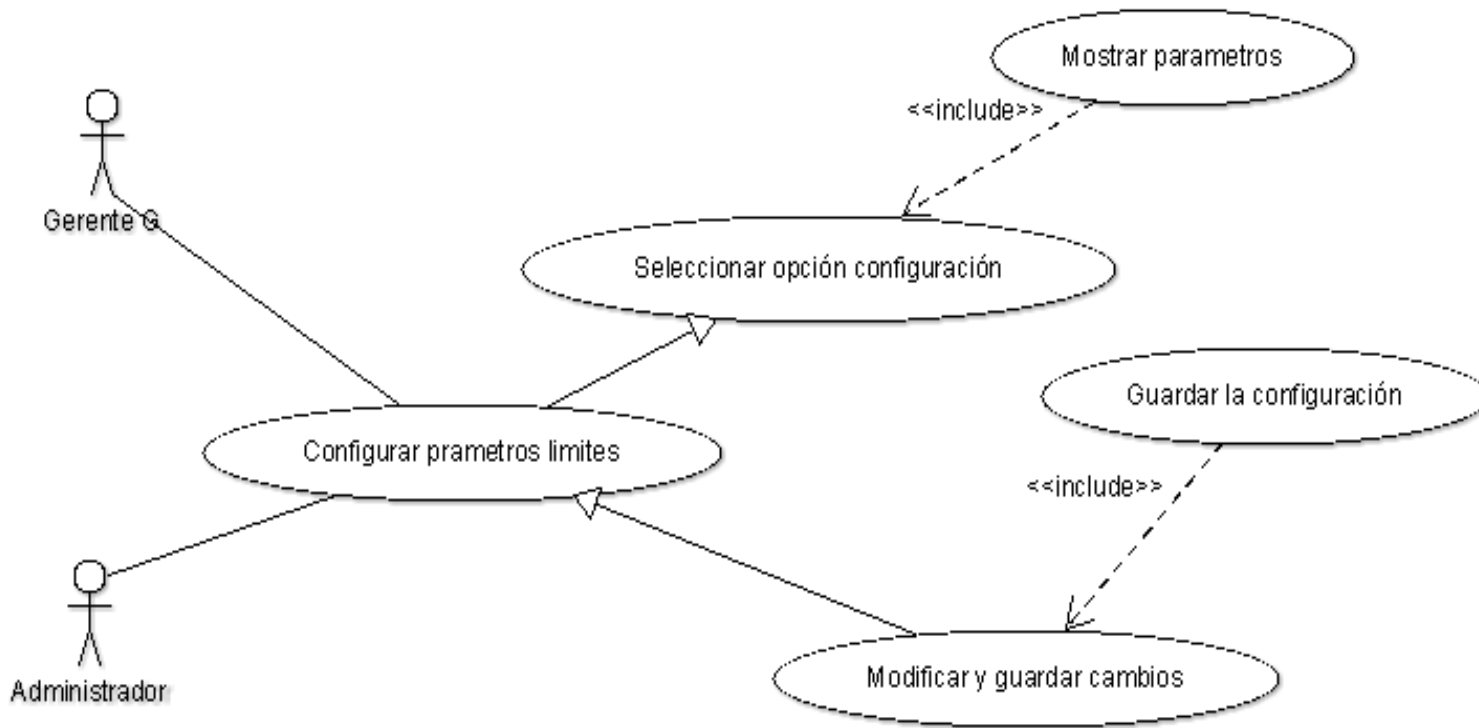 Mostrar parametros
<<include>>
Gerente G
Seleccionar opción configuración
Guardar la configuración
Configurar prametros limites
<<include>>
Modificar y guardar cambios
Administrador